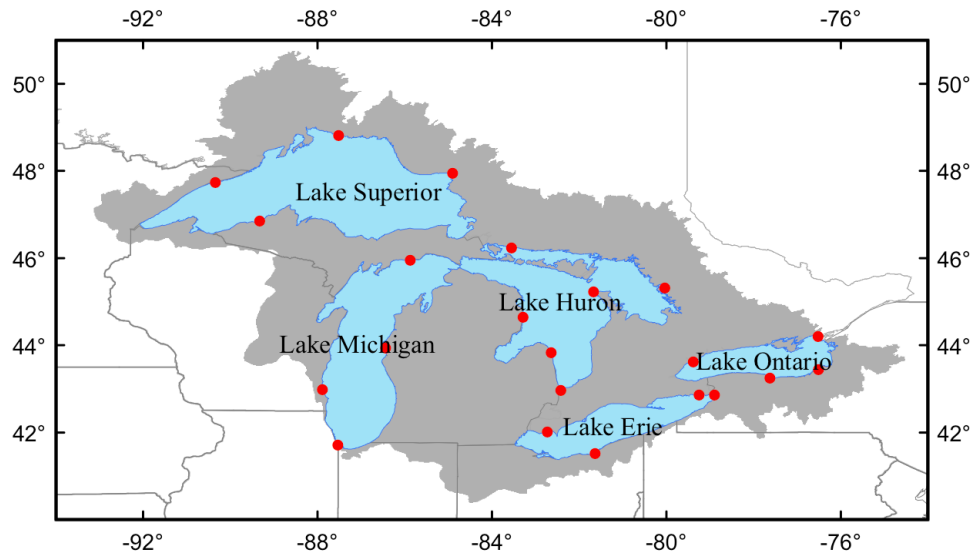 -92° -88° -84° -80° -76°
50° 50°
48° 48°
Lake Superior
46° 46°
Lake Huron
44° Lake Michigan 44°
Lake Ontario
42° Lake Erie 42°
-92° -88° -84° -80° -76°